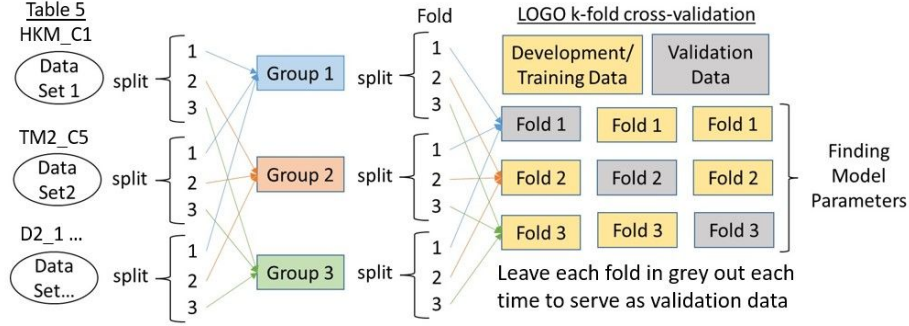 Table 5
HKM_C1
Data
Set 1
split
1
2
3
TM2_C5
Data
Set2
split
1
2
3
D2_1 ...
Data
Set...
split
1
2
3
Group 1
Group 2
Group 3
split
split
split
Fold
1
2
3
1
2
3
1
2
3
LOGO k-fold cross-validation
Development/
Training Data
Validation
Data
Fold 1 Fold 1 Fold 1
Fold 2 Fold 2 Fold 2
Fold 3 Fold 3 Fold 3
Leave each fold in grey out each
time to serve as validation data
Finding
Model
Parameters